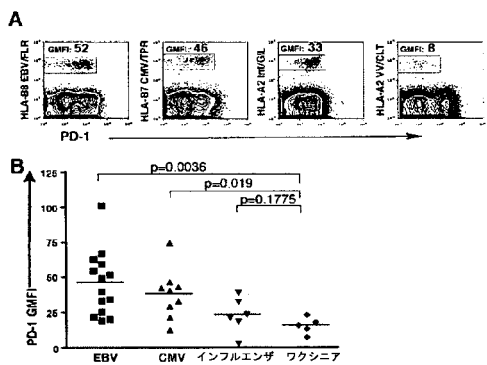 A
GMFI: 52
HLA-B8 EBV/FLR
GMFI: 46
HLA-B7 CMV/TPR
GMFI: 33
HLA-A2 Inf/GIL
GMFI: 8
HLA-A2 VV/CLT
PD-1
B
p=0.0036
p=0.019
p=0.1775
PD-1 GMFI
125
100
75
50
25
0
EBV CMV インフルエンザ ワクシニア